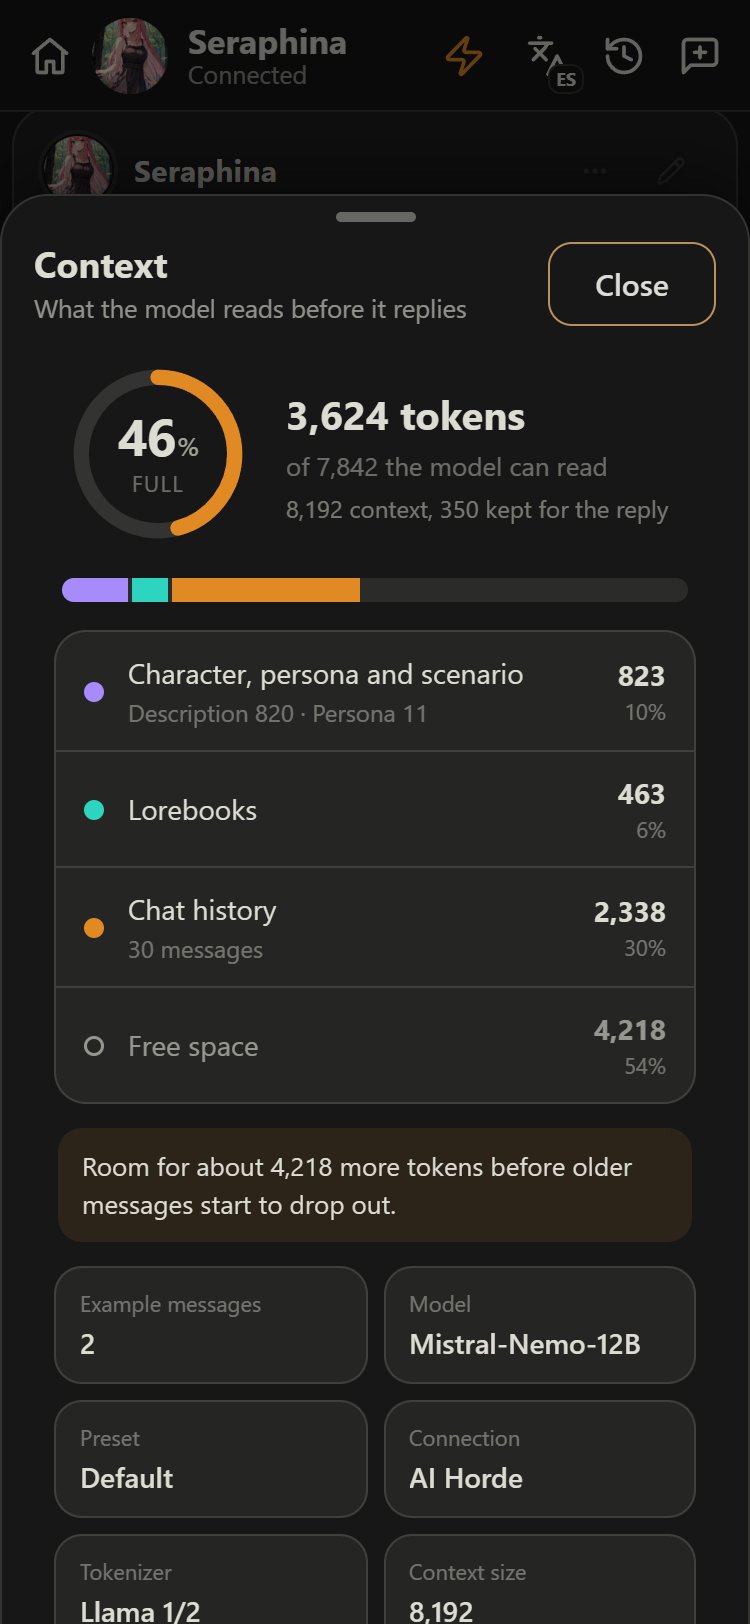 Seraphina
Connected
ES
Seraphina
Context
What the model reads before it replies
Close
46%
FULL
3,624 tokens
of 7,842 the model can read
8,192 context, 350 kept for the reply
Character, persona and scenario
823
Description 820 · Persona 11
10%
Lorebooks
463
6%
Chat history
2,338
30 messages
30%
Free space
4,218
54%
Room for about 4,218 more tokens before older
messages start to drop out.
Example messages
2
Model
Mistral-Nemo-12B
Preset
Default
Connection
AI Horde
Tokenizer
Llama 1/2
Context size
8,192